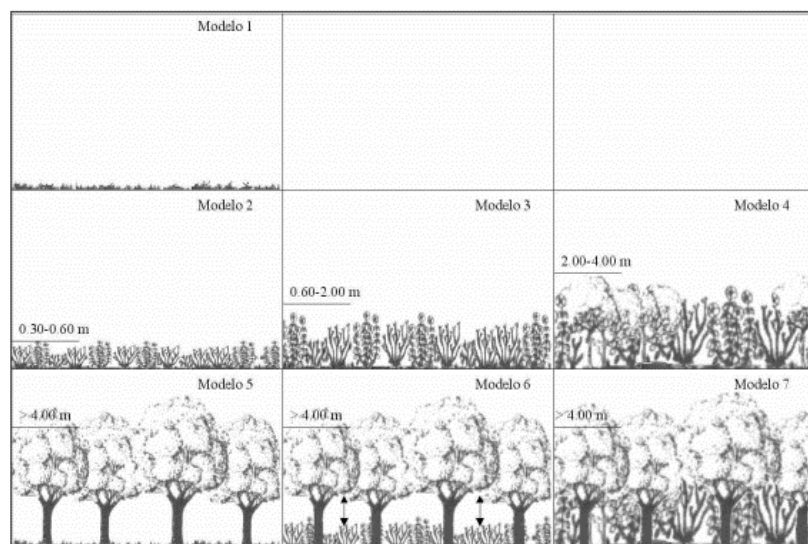 Modelo 1
Modelo 2
Modelo 3
Modelo 4
0.30-0.60 m
0.60-2.00 m
2.00-4.00 m
Modelo 5
Modelo 6
Modelo 7
>4.00 m
>4.00 m
>4.00 m